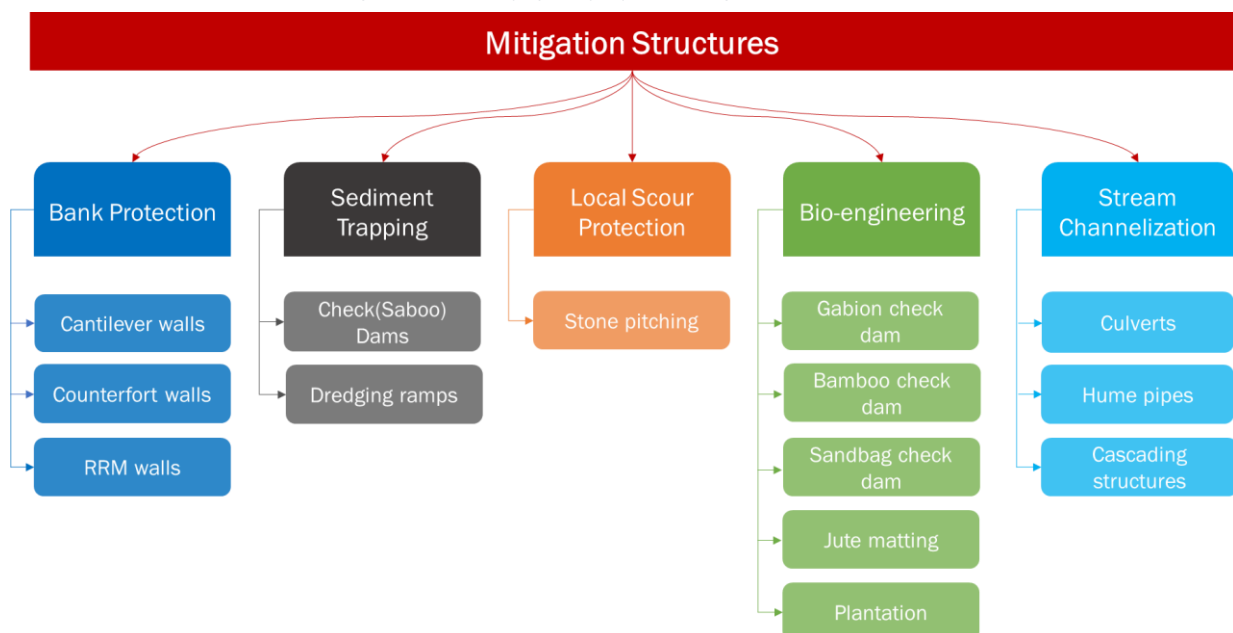 Mitigation Structures
Bank Protection
Cantilever walls
Counterfort walls
RRM walls
Sediment
Trapping
Check(Saboo)
Dams
Dredging ramps
Local Scour
Protection
Stone pitching
Bio-engineering
Gabion check
dam
Bamboo check
dam
Sandbag check
dam
Jute matting
Plantation
Stream
Channelization
Culverts
Hume pipes
Cascading
structures